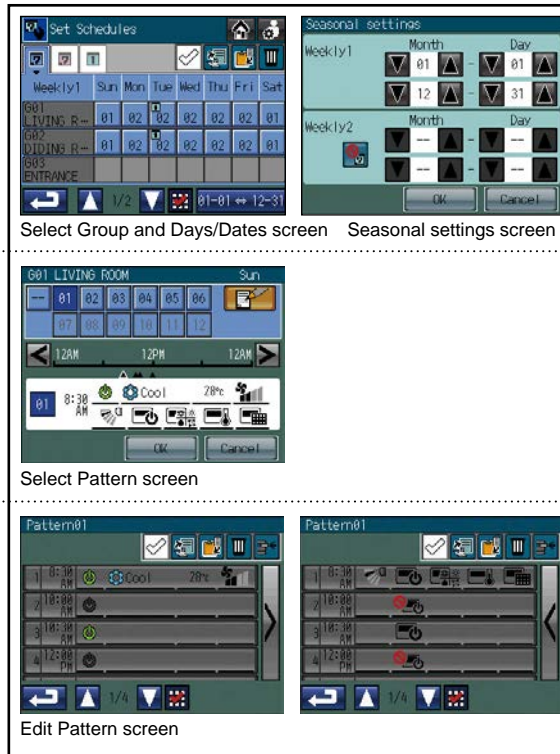 Set Schedules
Weekly1 Sun Mon Tue Wed Thu Fri Sat
G01
LIVING R… 01 02 02 02 02 02 01
G02
DIDING R… 01 02 02 02 02 02 01
G03
ENTRANCE
1/2 01-01 ⇔ 12-31
Select Group and Days/Dates screen
Seasonal settings
Month Day
Weekly1 01 - 01
12 - 31
Month Day
Weekly2 -- - --
-- - --
OK Cancel
Seasonal settings screen
G01 LIVING ROOM Sun
-- 01 02 03 04 05 06
07 08 09 10 11 12
12AM 12PM 12AM
01 8:30 AM Cool 28°c
OK Cancel
Select Pattern screen
Pattern01
1 8:30 AM Cool 28°c
2 10:00 AM
3 10:30 AM
4 12:00 PM
1/4
Pattern01
1 8:30 AM
2 10:00 AM
3 10:30 AM
4 12:00 PM
1/4
Edit Pattern screen